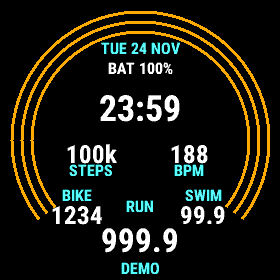 TUE 24 NOV
BAT 100%
23:59
100k 188
STEPS BPM
BIKE RUN SWIM
1234 99.9
999.9
DEMO